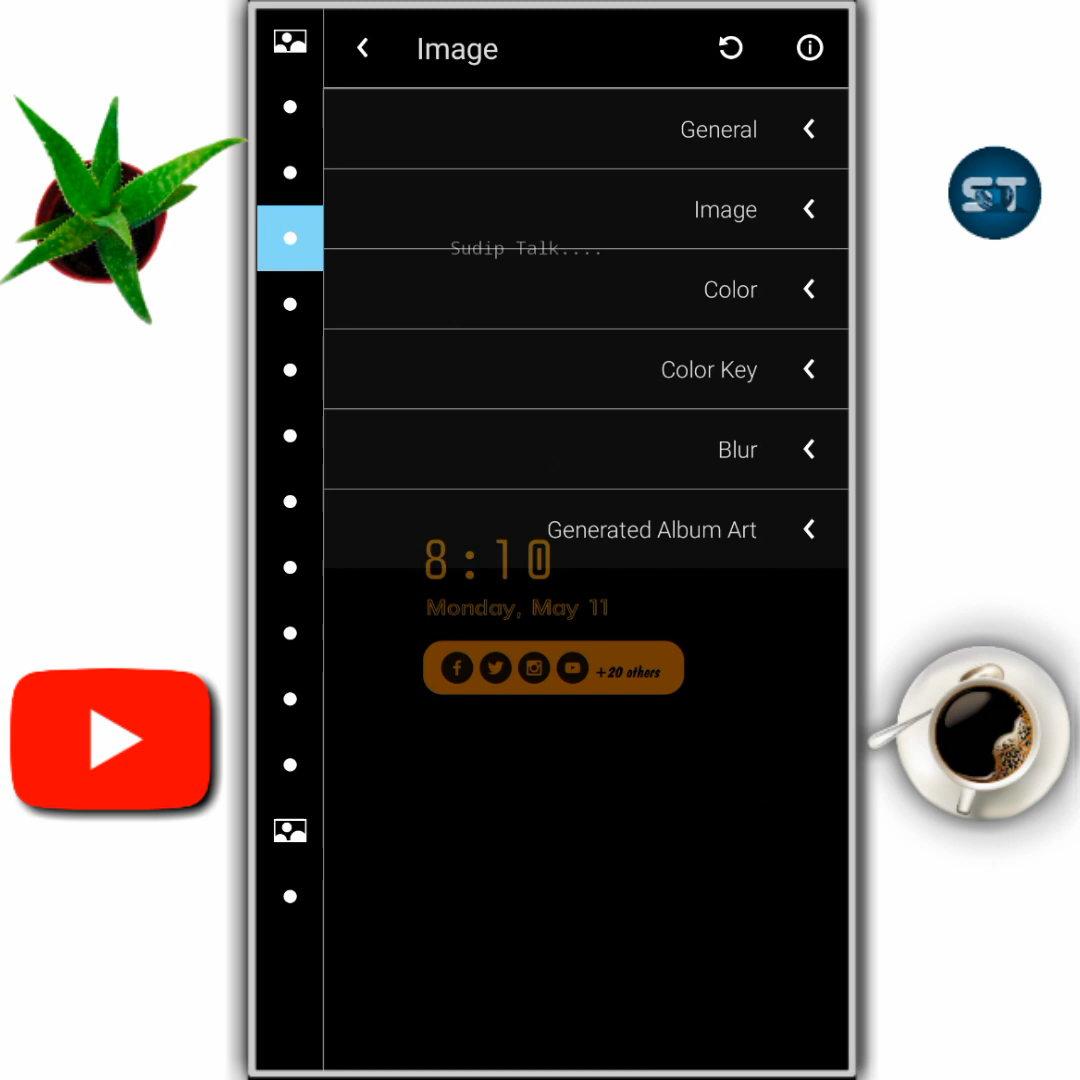 Image
General
Image
Sudip Talk....
Color
Color Key
Blur
Generated Album Art
8:10
Monday, May 11
+20 others
ST